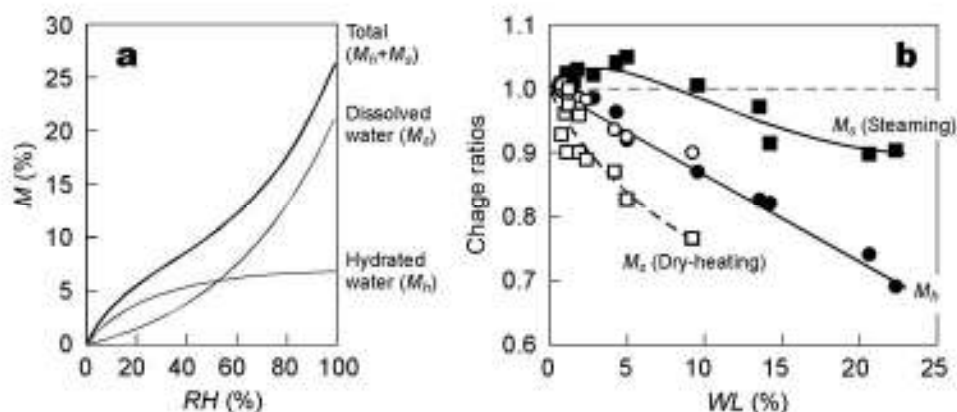 a
30
25
20
15
10
5
0
M (%)
0 20 40 60 80 100
RH (%)
Total
(Mh+Ms)
Dissolved
water (Ms)
Hydrated
water (Mh)
b
1.1
1.0
0.9
0.8
0.7
0.6
Chage ratios
0 5 10 15 20 25
WL (%)
Ms (Steaming)
Ms (Dry-heating)
Mh